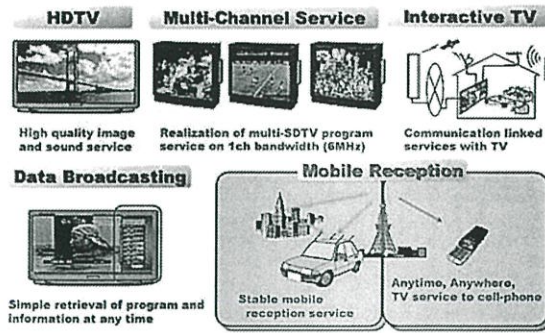 HDTV
Multi-Channel Service
Interactive TV
High quality image
and sound service
Realization of multi-SDTV program
service on 1ch bandwidth (6MHz)
Communication linked
services with TV
Data Broadcasting
Mobile Reception
Simple retrieval of program and
information at any time
Stable mobile
reception service
Anytime, Anywhere,
TV service to cell-phone